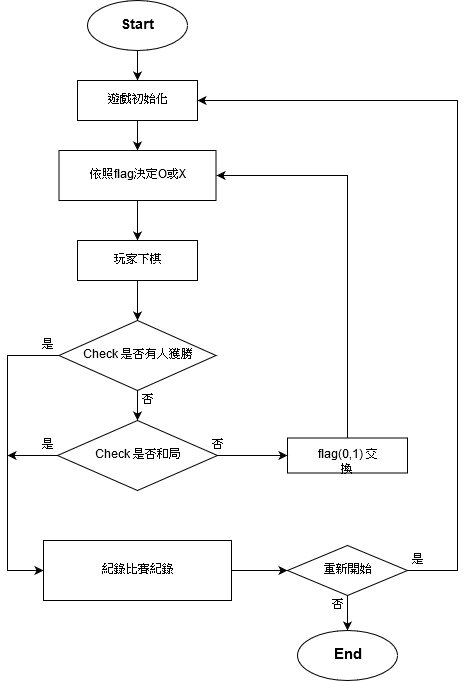 Start
遊戲初始化
依照flag決定O或X
玩家下棋
是
Check 是否有人獲勝
否
是
Check 是否和局
否
flag(0,1) 交
換
紀錄比賽紀錄
重新開始
是
否
End